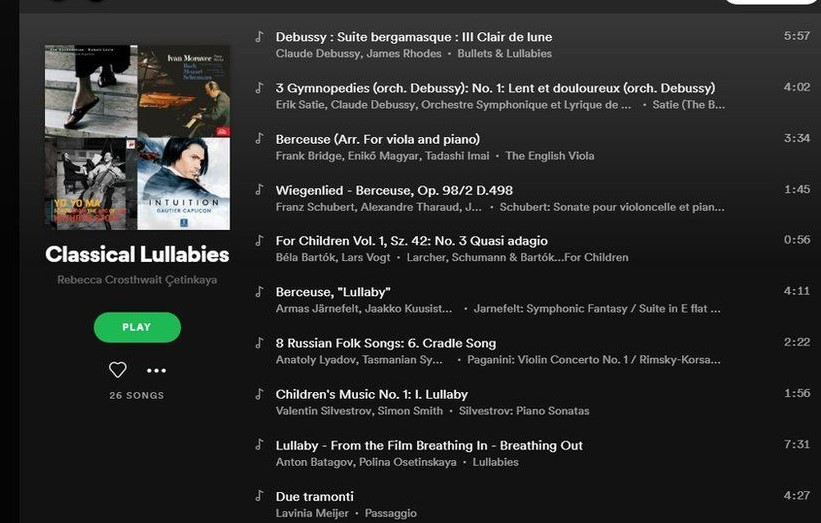 Ivan Moravec
Bach
Mozart
Schumann
YO YO MA
INTUITION
GAUTIER CAPUÇON
Classical Lullabies
Rebecca Crosthwait Çetinkaya
PLAY
26 SONGS
Debussy : Suite bergamasque : III Clair de lune 5:57
Claude Debussy, James Rhodes • Bullets & Lullabies
3 Gymnopedies (orch. Debussy): No. 1: Lent et douloureux (orch. Debussy) 4:02
Erik Satie, Claude Debussy, Orchestre Symphonique et Lyrique de ... • Satie (The B...
Berceuse (Arr. For viola and piano) 3:34
Frank Bridge, Enikő Magyar, Tadashi Imai • The English Viola
Wiegenlied - Berceuse, Op. 98/2 D.498 1:45
Franz Schubert, Alexandre Tharaud, J... • Schubert: Sonate pour violoncelle et pian...
For Children Vol. 1, Sz. 42: No. 3 Quasi adagio 0:56
Béla Bartók, Lars Vogt • Larcher, Schumann & Bartók...For Children
Berceuse, "Lullaby" 4:11
Armas Järnefelt, Jaakko Kuusist... • Jarnefelt: Symphonic Fantasy / Suite in E flat ...
8 Russian Folk Songs: 6. Cradle Song 2:22
Anatoly Lyadov, Tasmanian Sy... • Paganini: Violin Concerto No. 1 / Rimsky-Korsa...
Children's Music No. 1: I. Lullaby 1:56
Valentin Silvestrov, Simon Smith • Silvestrov: Piano Sonatas
Lullaby - From the Film Breathing In - Breathing Out 7:31
Anton Batagov, Polina Osetinskaya • Lullabies
Due tramonti 4:27
Lavinia Meijer • Passaggio